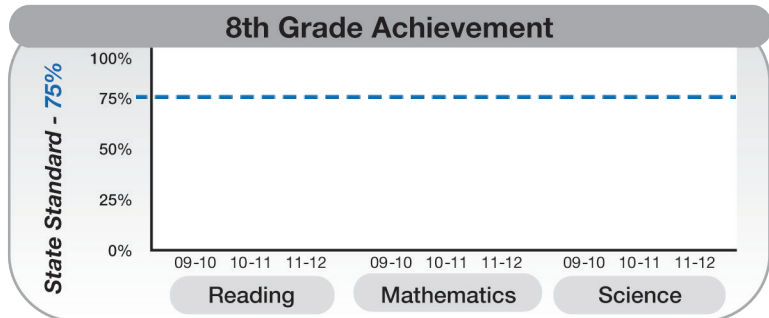 8th Grade Achievement
State Standard - 75%
100%
75%
50%
25%
0%
09-10 10-11 11-12 09-10 10-11 11-12 09-10 10-11 11-12
Reading Mathematics Science